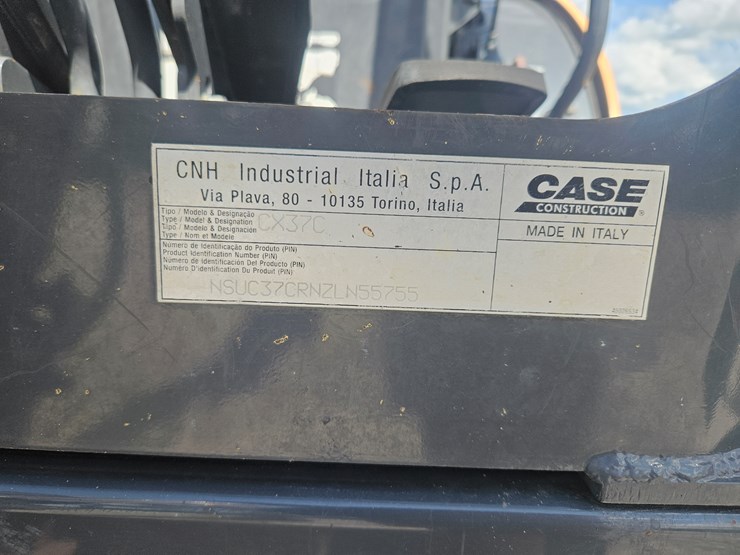 CNH Industrial Italia S.p.A.
Via Plava, 80 - 10135 Torino, Italia
Tipo / Modelo & Designação
Type / Model & Designation
Tipo / Modelo & Designación
Type / Nom et Modele
CX37C
Número de Identificação do Produto (PIN)
Product Identification Number (PIN)
Número de Identificación Del Producto (PIN)
Numéro D'identification Du Produit (PIN)
NSUC37CRNZLN55755
CASE
CONSTRUCTION
MADE IN ITALY